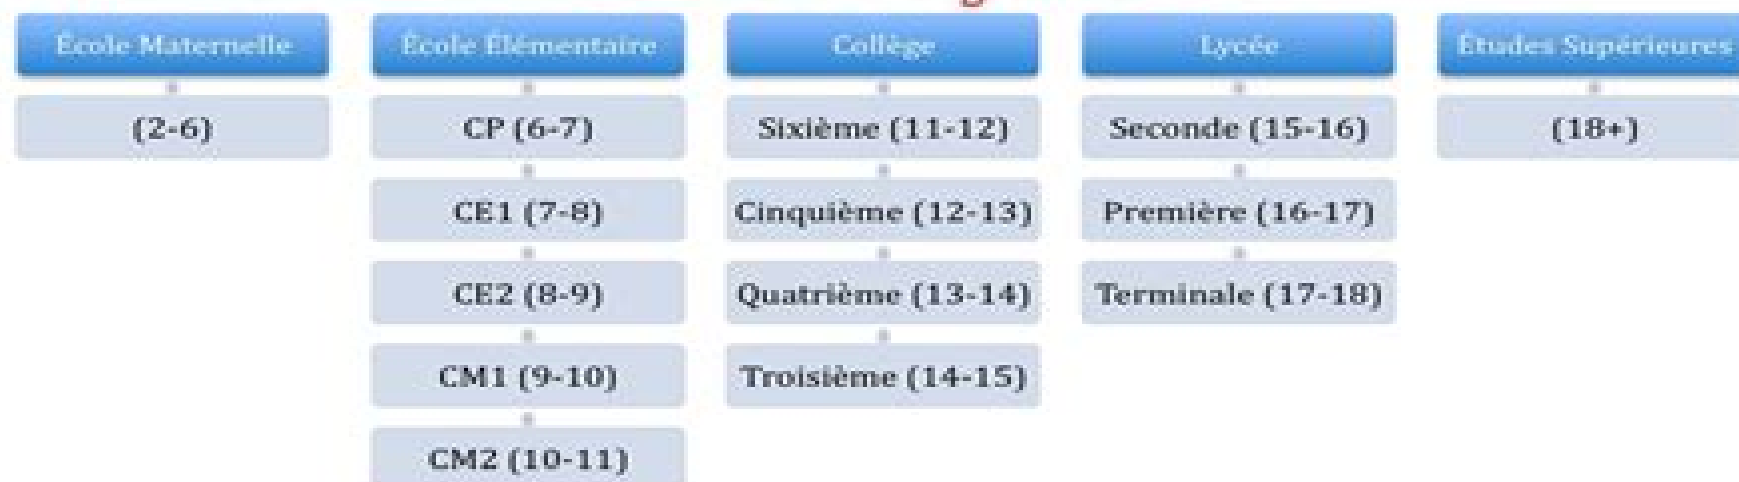 École Maternelle
(2-6)
École Élémentaire
CP (6-7)
CE1 (7-8)
CE2 (8-9)
CM1 (9-10)
CM2 (10-11)
Collège
Sixième (11-12)
Cinquième (12-13)
Quatrième (13-14)
Troisième (14-15)
Lycée
Seconde (15-16)
Première (16-17)
Terminale (17-18)
Études Supérieures
(18+)